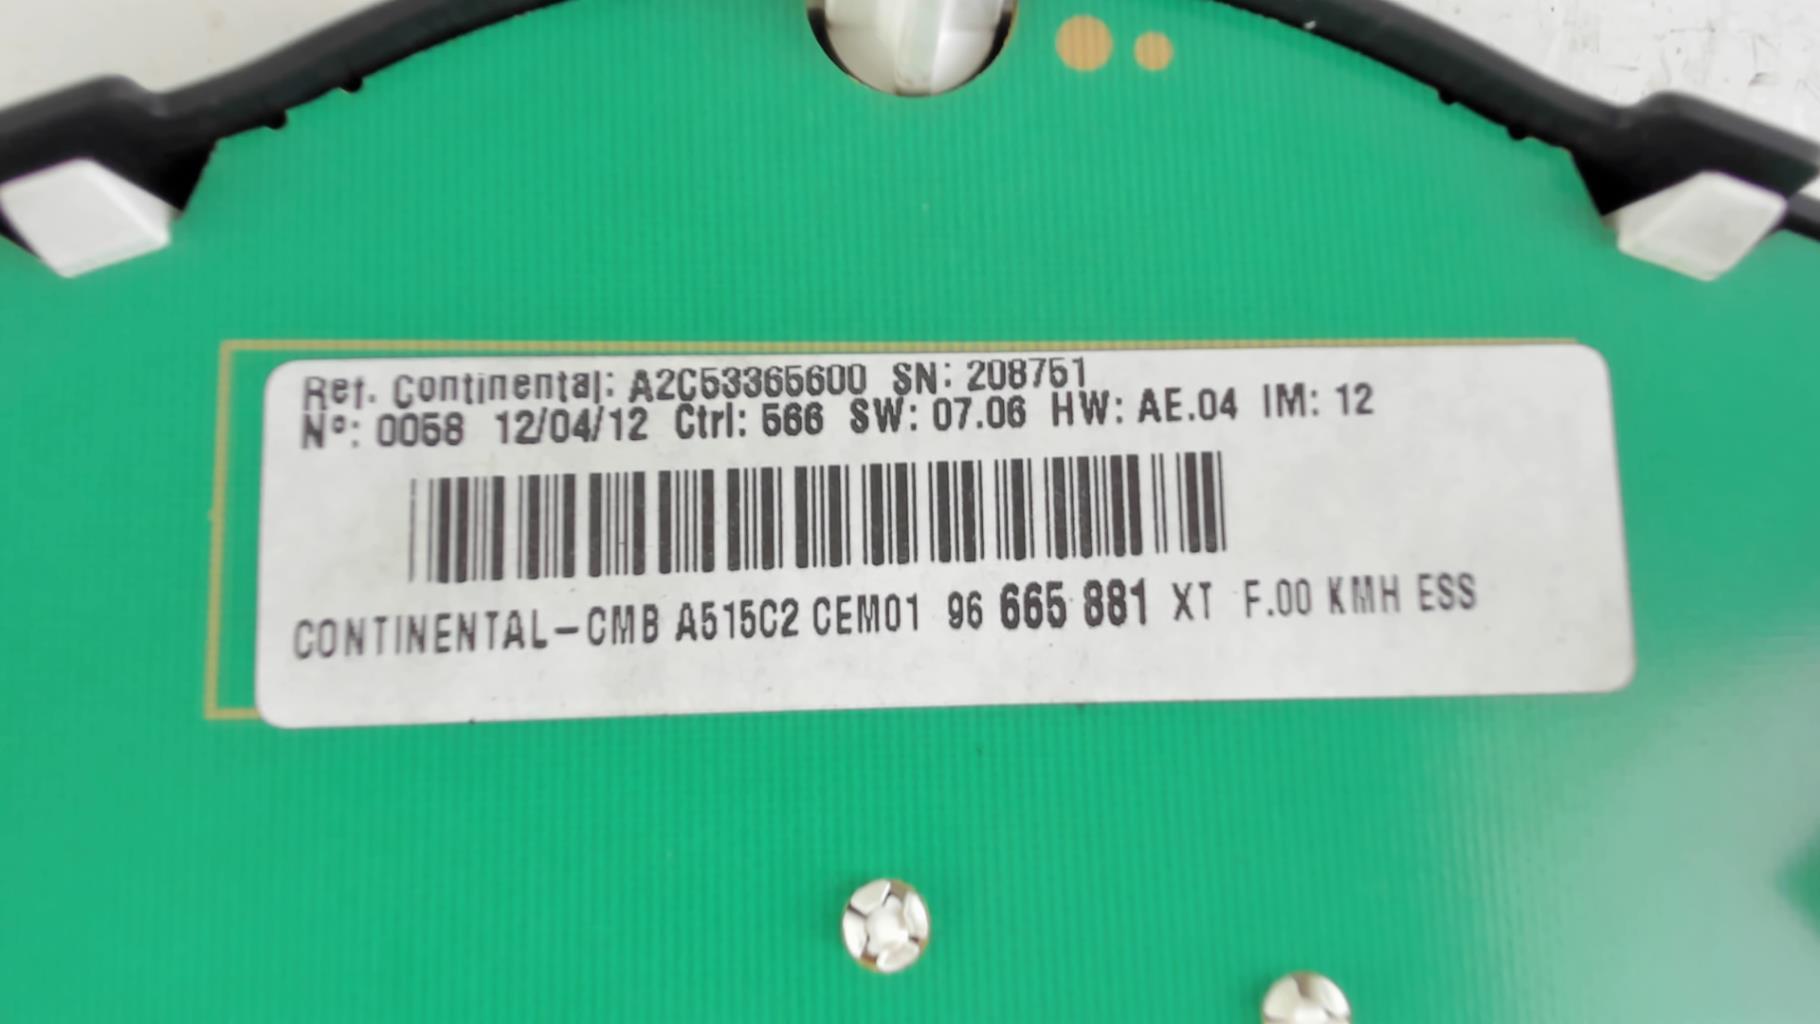 Ref. Continental: A2C53365600 SN: 208751
Nº: 0058 12/04/12 Ctrl: 566 SW: 07.06 HW: AE.04 IM: 12
CONTINENTAL-CMB A515C2 CEM01 96 665 881 XT F.00 KMH ESS